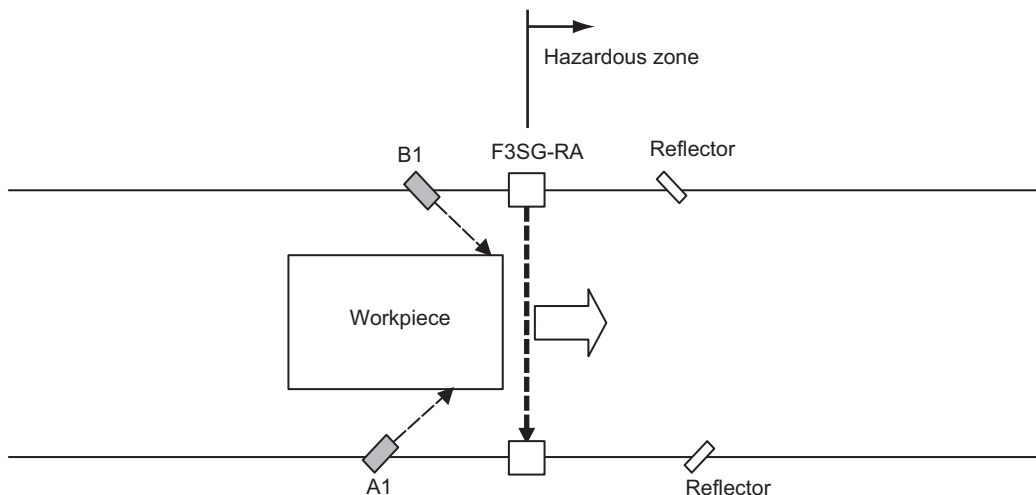 Hazardous zone
B1
F3SG-RA
Reflector
Workpiece
A1
Reflector